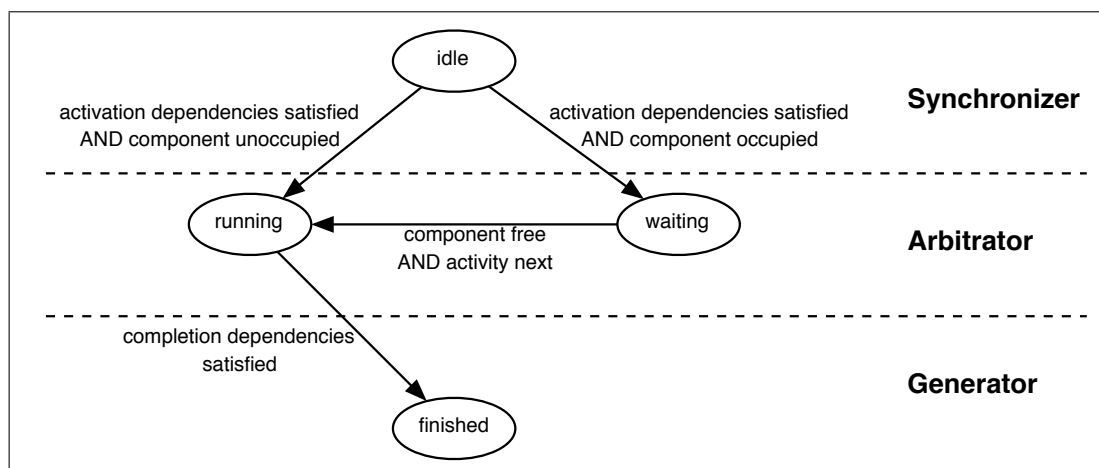 idle
activation dependencies satisfied
AND component unoccupied
activation dependencies satisfied
AND component occupied
Synchronizer
running
waiting
component free
AND activity next
Arbitrator
completion dependencies
satisfied
Generator
finished